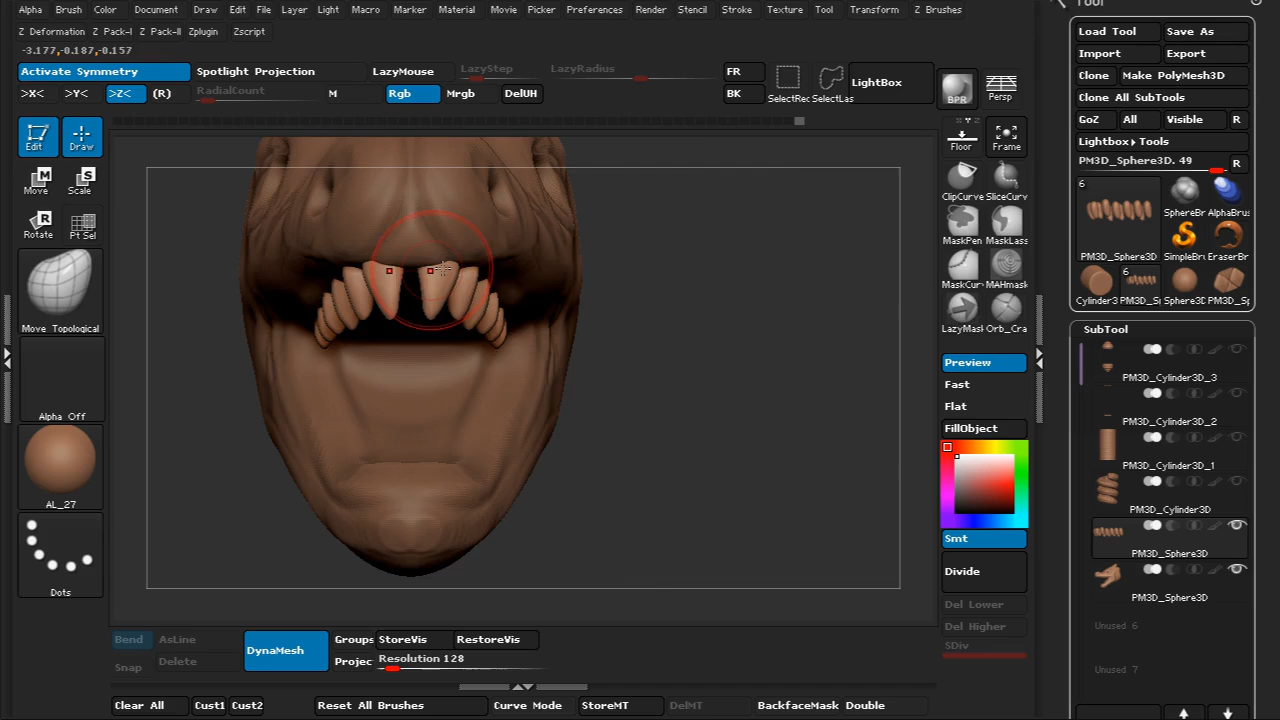 Alpha Brush Color Document Draw Edit File Layer Light Macro Marker Material Movie Picker Preferences Render Stencil Stroke Texture Tool Transform Z Brushes
Z Deformation Z Pack-I Z Pack-II Zplugin Zscript
-3.177,-0.187,-0.157
Activate Symmetry Spotlight Projection LazyMouse LazyStep LazyRadius FR
>X< >Y< >Z< (R) RadialCount M Rgb Mrgb DelUH BK
SelectRec SelectLas
LightBox
BPR
Persp
Edit Draw
Move Scale
Rotate Pt Sel
Move Topological
Alpha Off
AL_27
Dots
Floor Frame
ClipCurve SliceCurv
MaskPen MaskLass
MaskCurv MAHmask
LazyMask Orb_Cra
Preview
Fast
Flat
FillObject
Smt
Divide
Del Lower
Del Higher
SDiv
Tool
Load Tool Save As
Import Export
Clone Make PolyMesh3D
Clone All SubTools
GoZ All Visible R
Lightbox▸Tools
PM3D_Sphere3D. 49 R
6
SphereBr AlphaBrus
PM3D_Sphere3D SimpleBr EraserBr
6
Cylinder3 PM3D_S Sphere3D PM3D_S
SubTool
PM3D_Cylinder3D_3
PM3D_Cylinder3D_2
PM3D_Cylinder3D_1
PM3D_Cylinder3D
PM3D_Sphere3D
PM3D_Sphere3D
Unused 6
Unused 7
Bend AsLine DynaMesh Groups StoreVis RestoreVis
Snap Delete Projec Resolution 128
Clear All Cust1 Cust2 Reset All Brushes Curve Mode StoreMT DelMT BackfaceMask Double